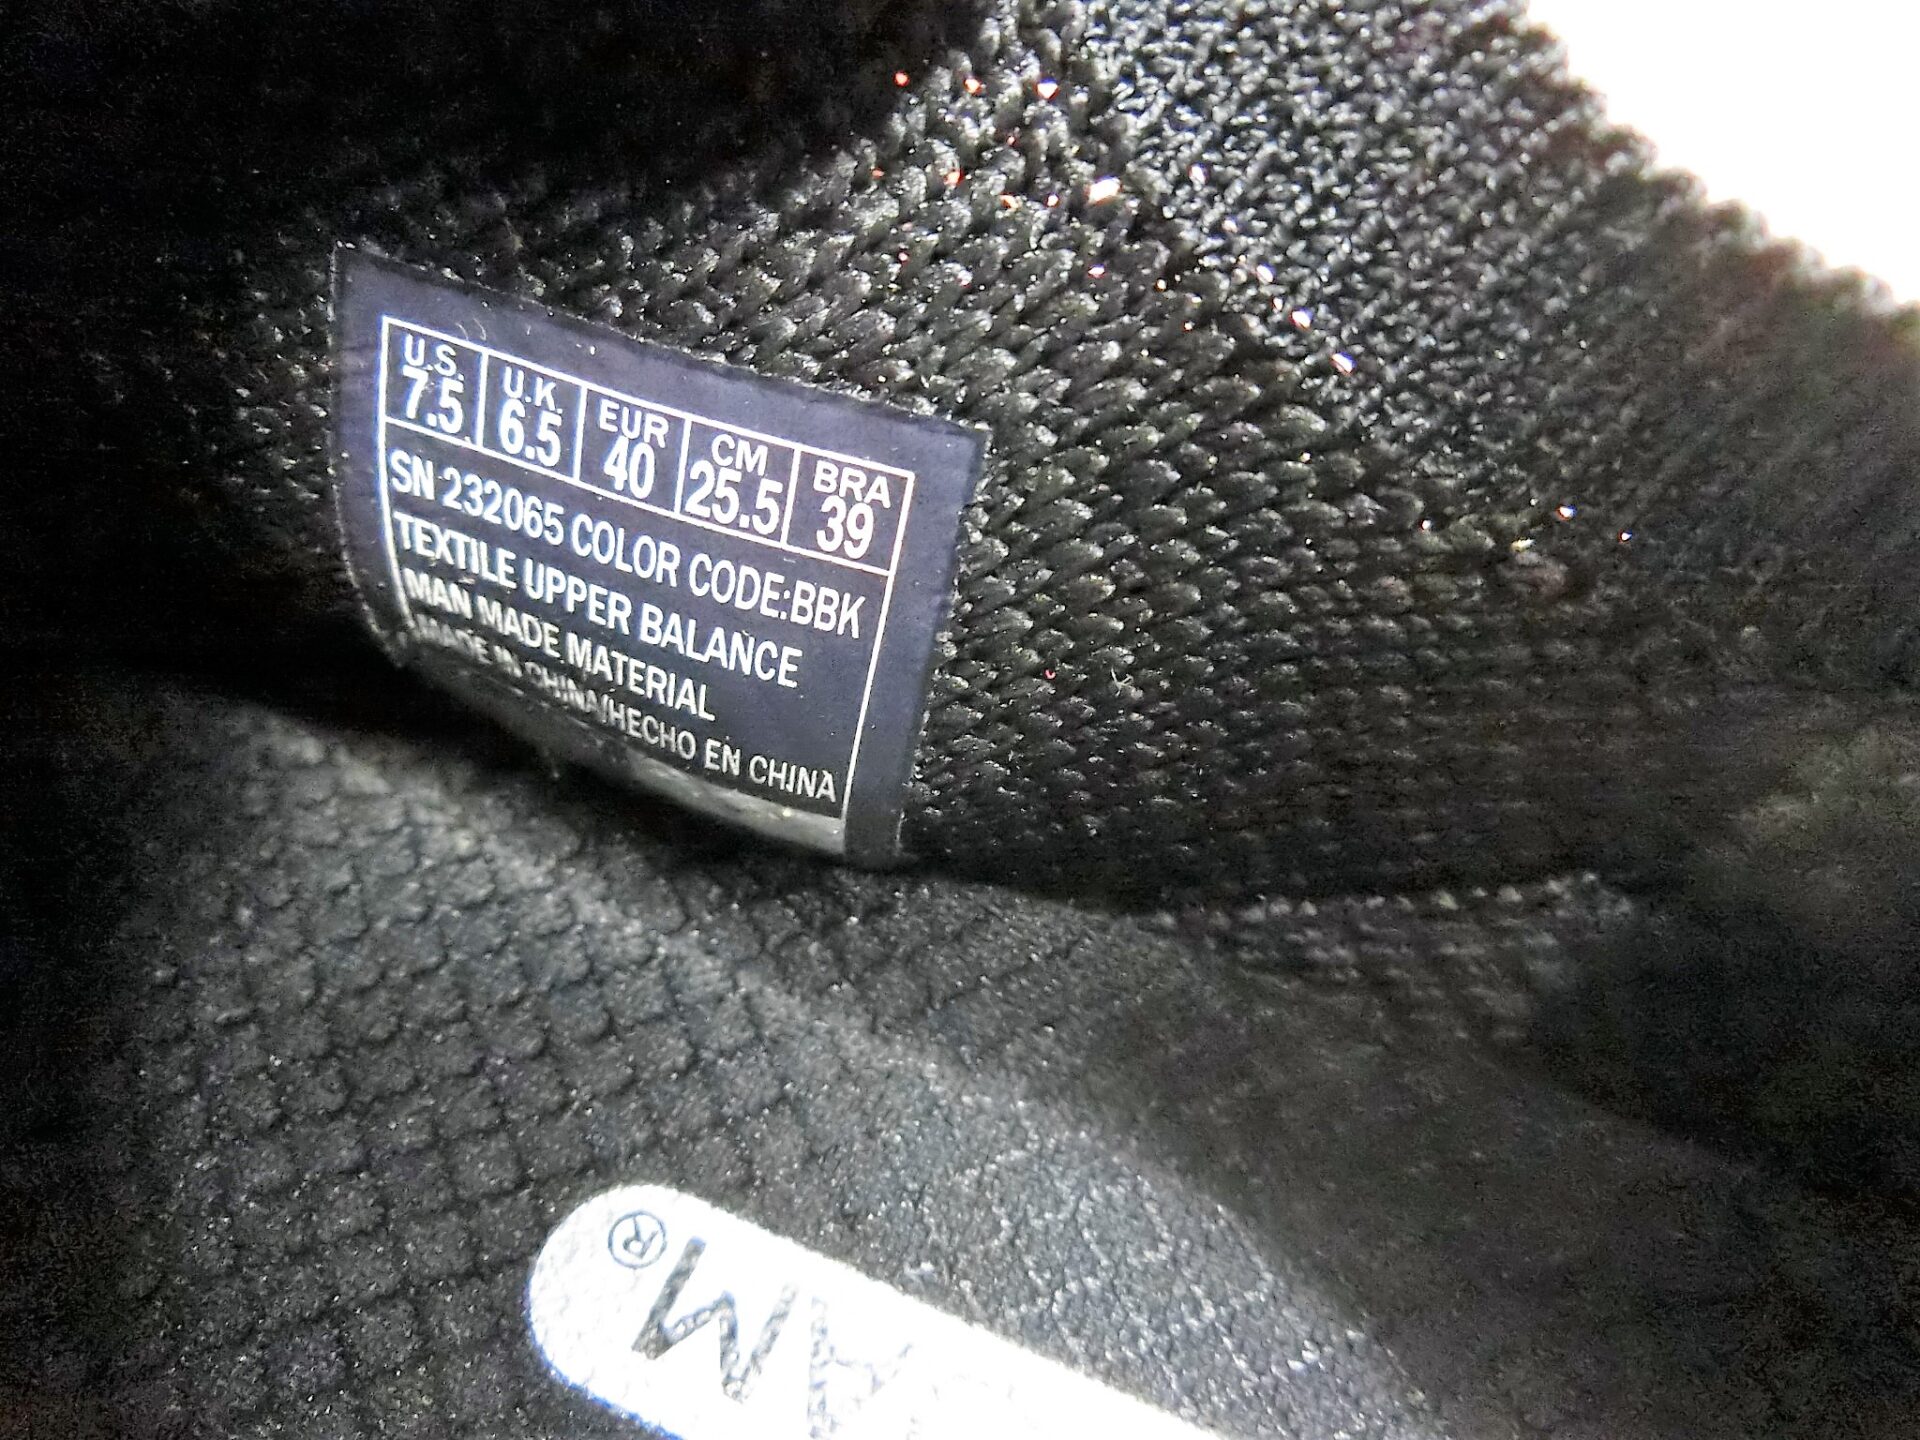 U.S. U.K. EUR CM BRA
7.5 6.5 40 25.5 39
SN 232065 COLOR CODE:BBK
TEXTILE UPPER BALANCE
MAN MADE MATERIAL
MADE IN CHINA/HECHO EN CHINA
®